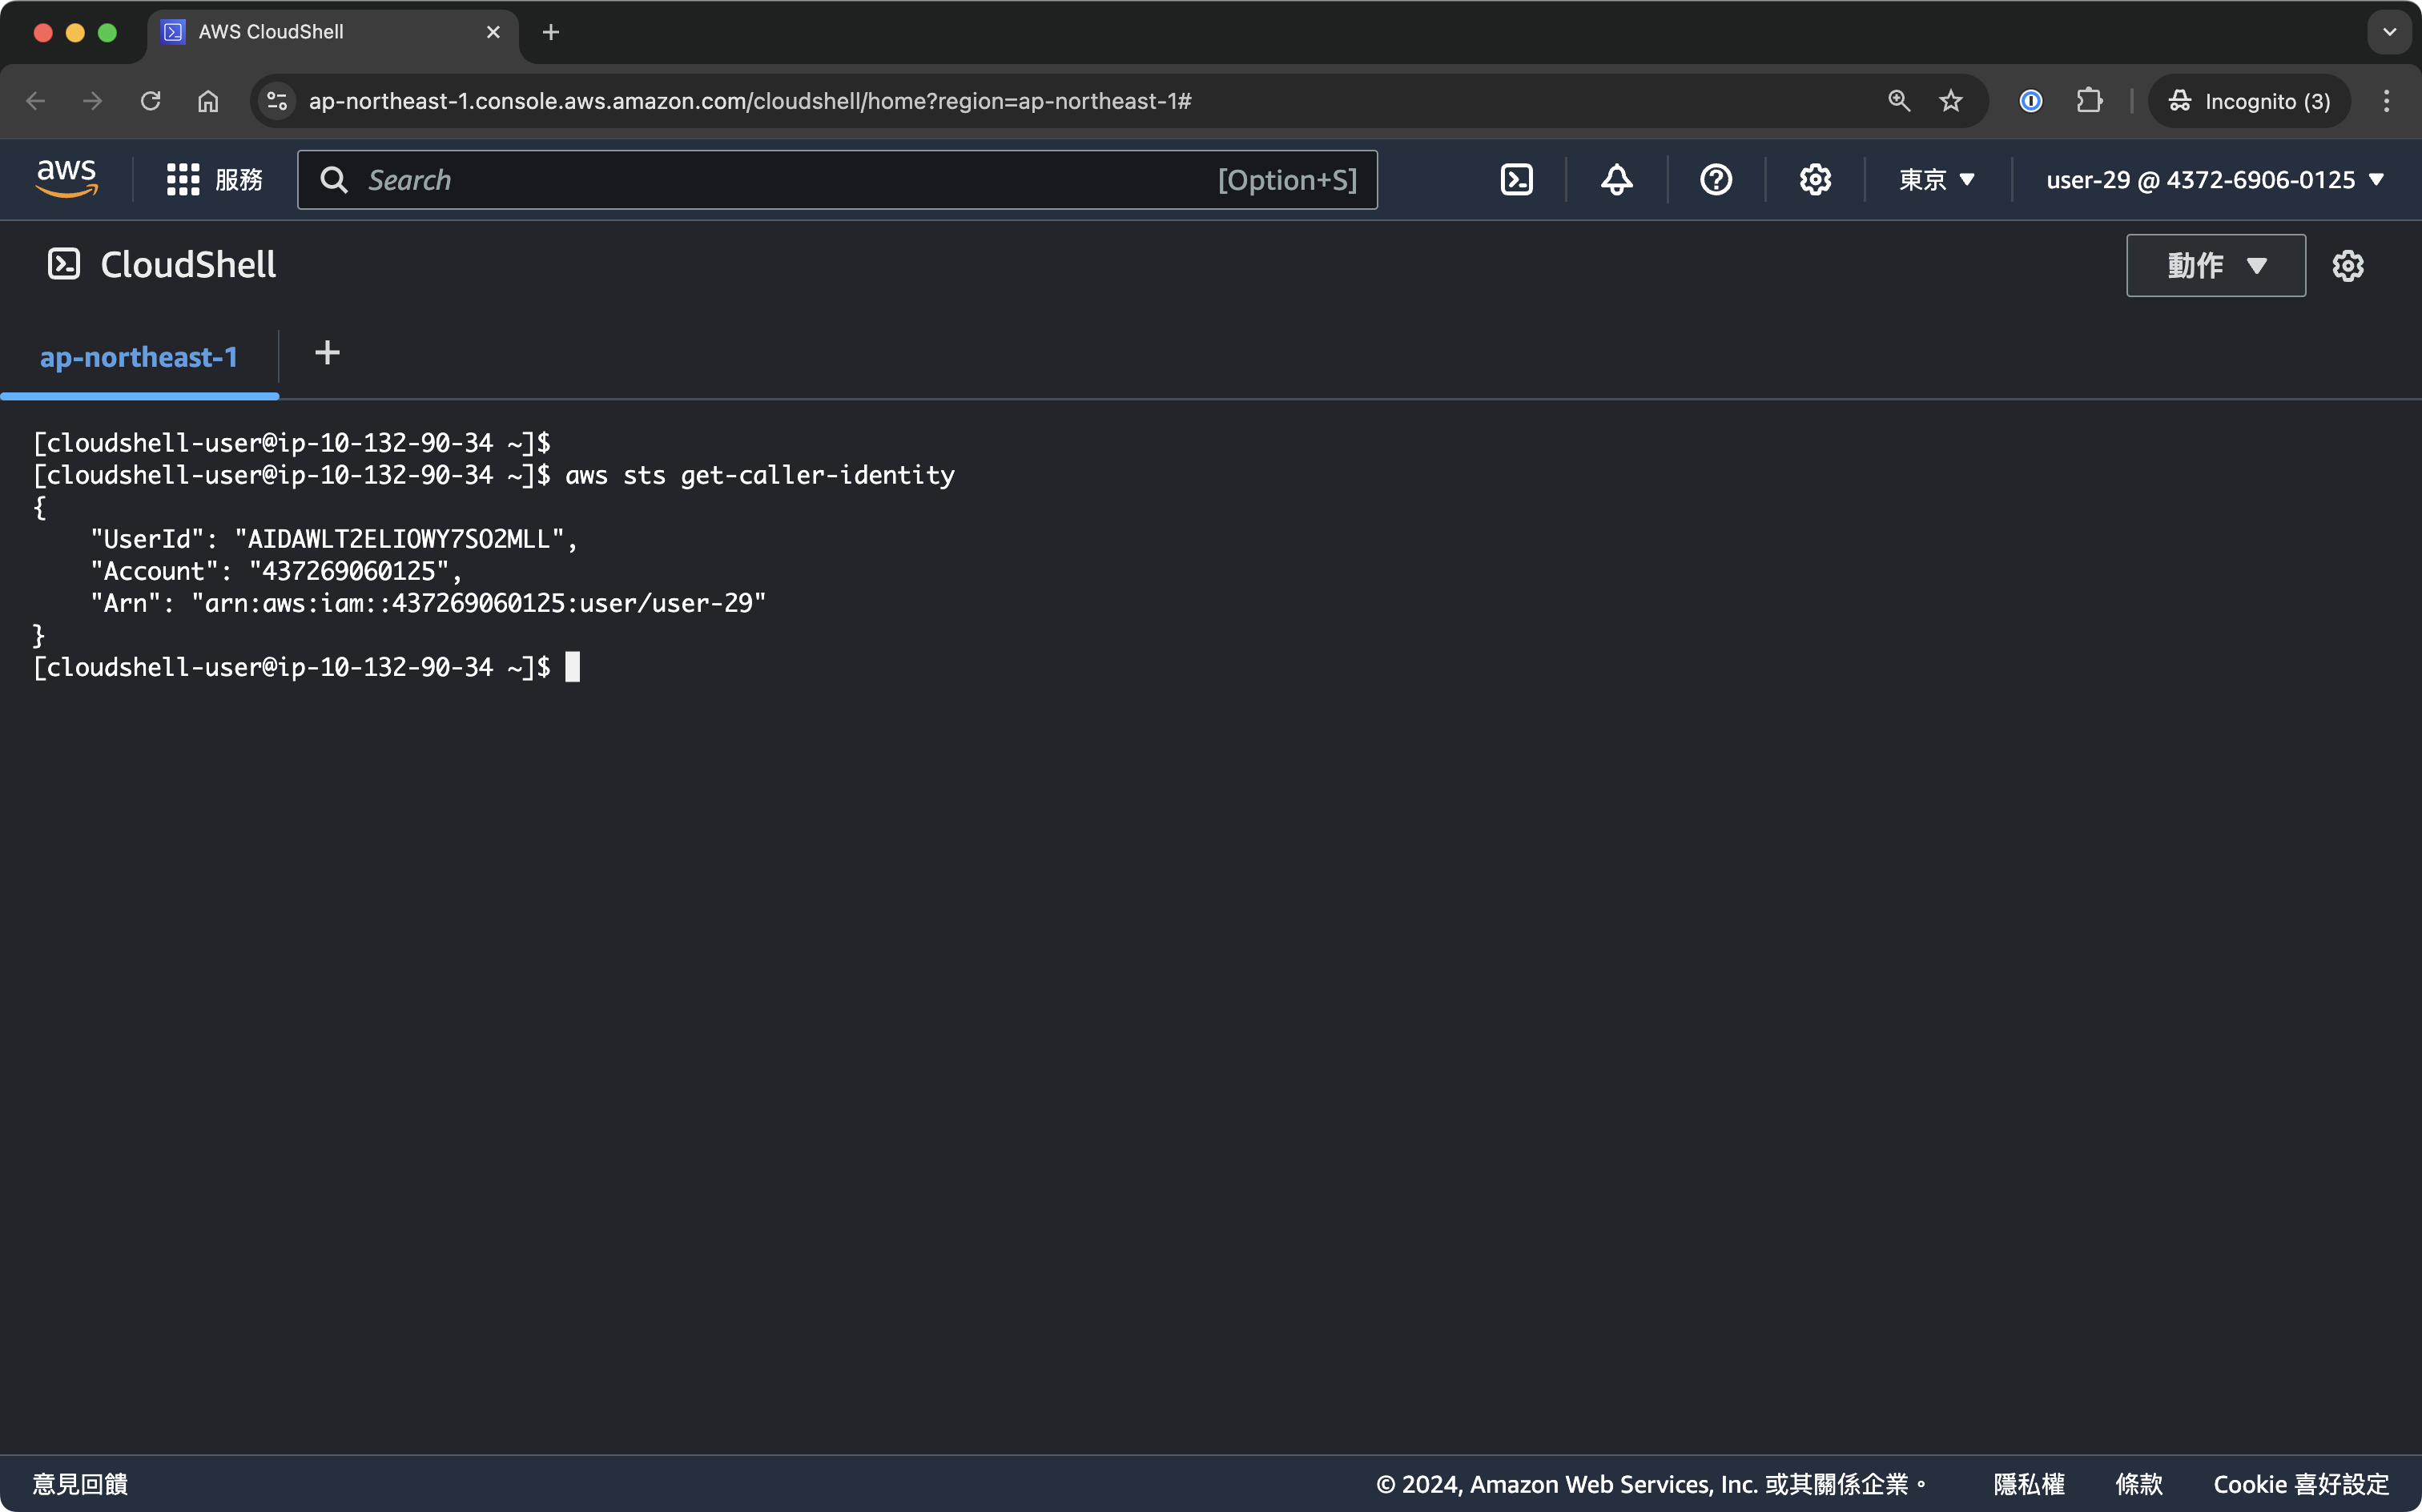 AWS CloudShell
ap-northeast-1.console.aws.amazon.com/cloudshell/home?region=ap-northeast-1#
Incognito (3)
aws
服務
Search
[Option+S]
東京
user-29 @ 4372-6906-0125
CloudShell
動作
ap-northeast-1
[cloudshell-user@ip-10-132-90-34 ~]$
[cloudshell-user@ip-10-132-90-34 ~]$ aws sts get-caller-identity
{
    "UserId": "AIDAWLT2ELIOWY7SO2MLL",
    "Account": "437269060125",
    "Arn": "arn:aws:iam::437269060125:user/user-29"
}
[cloudshell-user@ip-10-132-90-34 ~]$
意見回饋
© 2024, Amazon Web Services, Inc. 或其關係企業。
隱私權
條款
Cookie 喜好設定